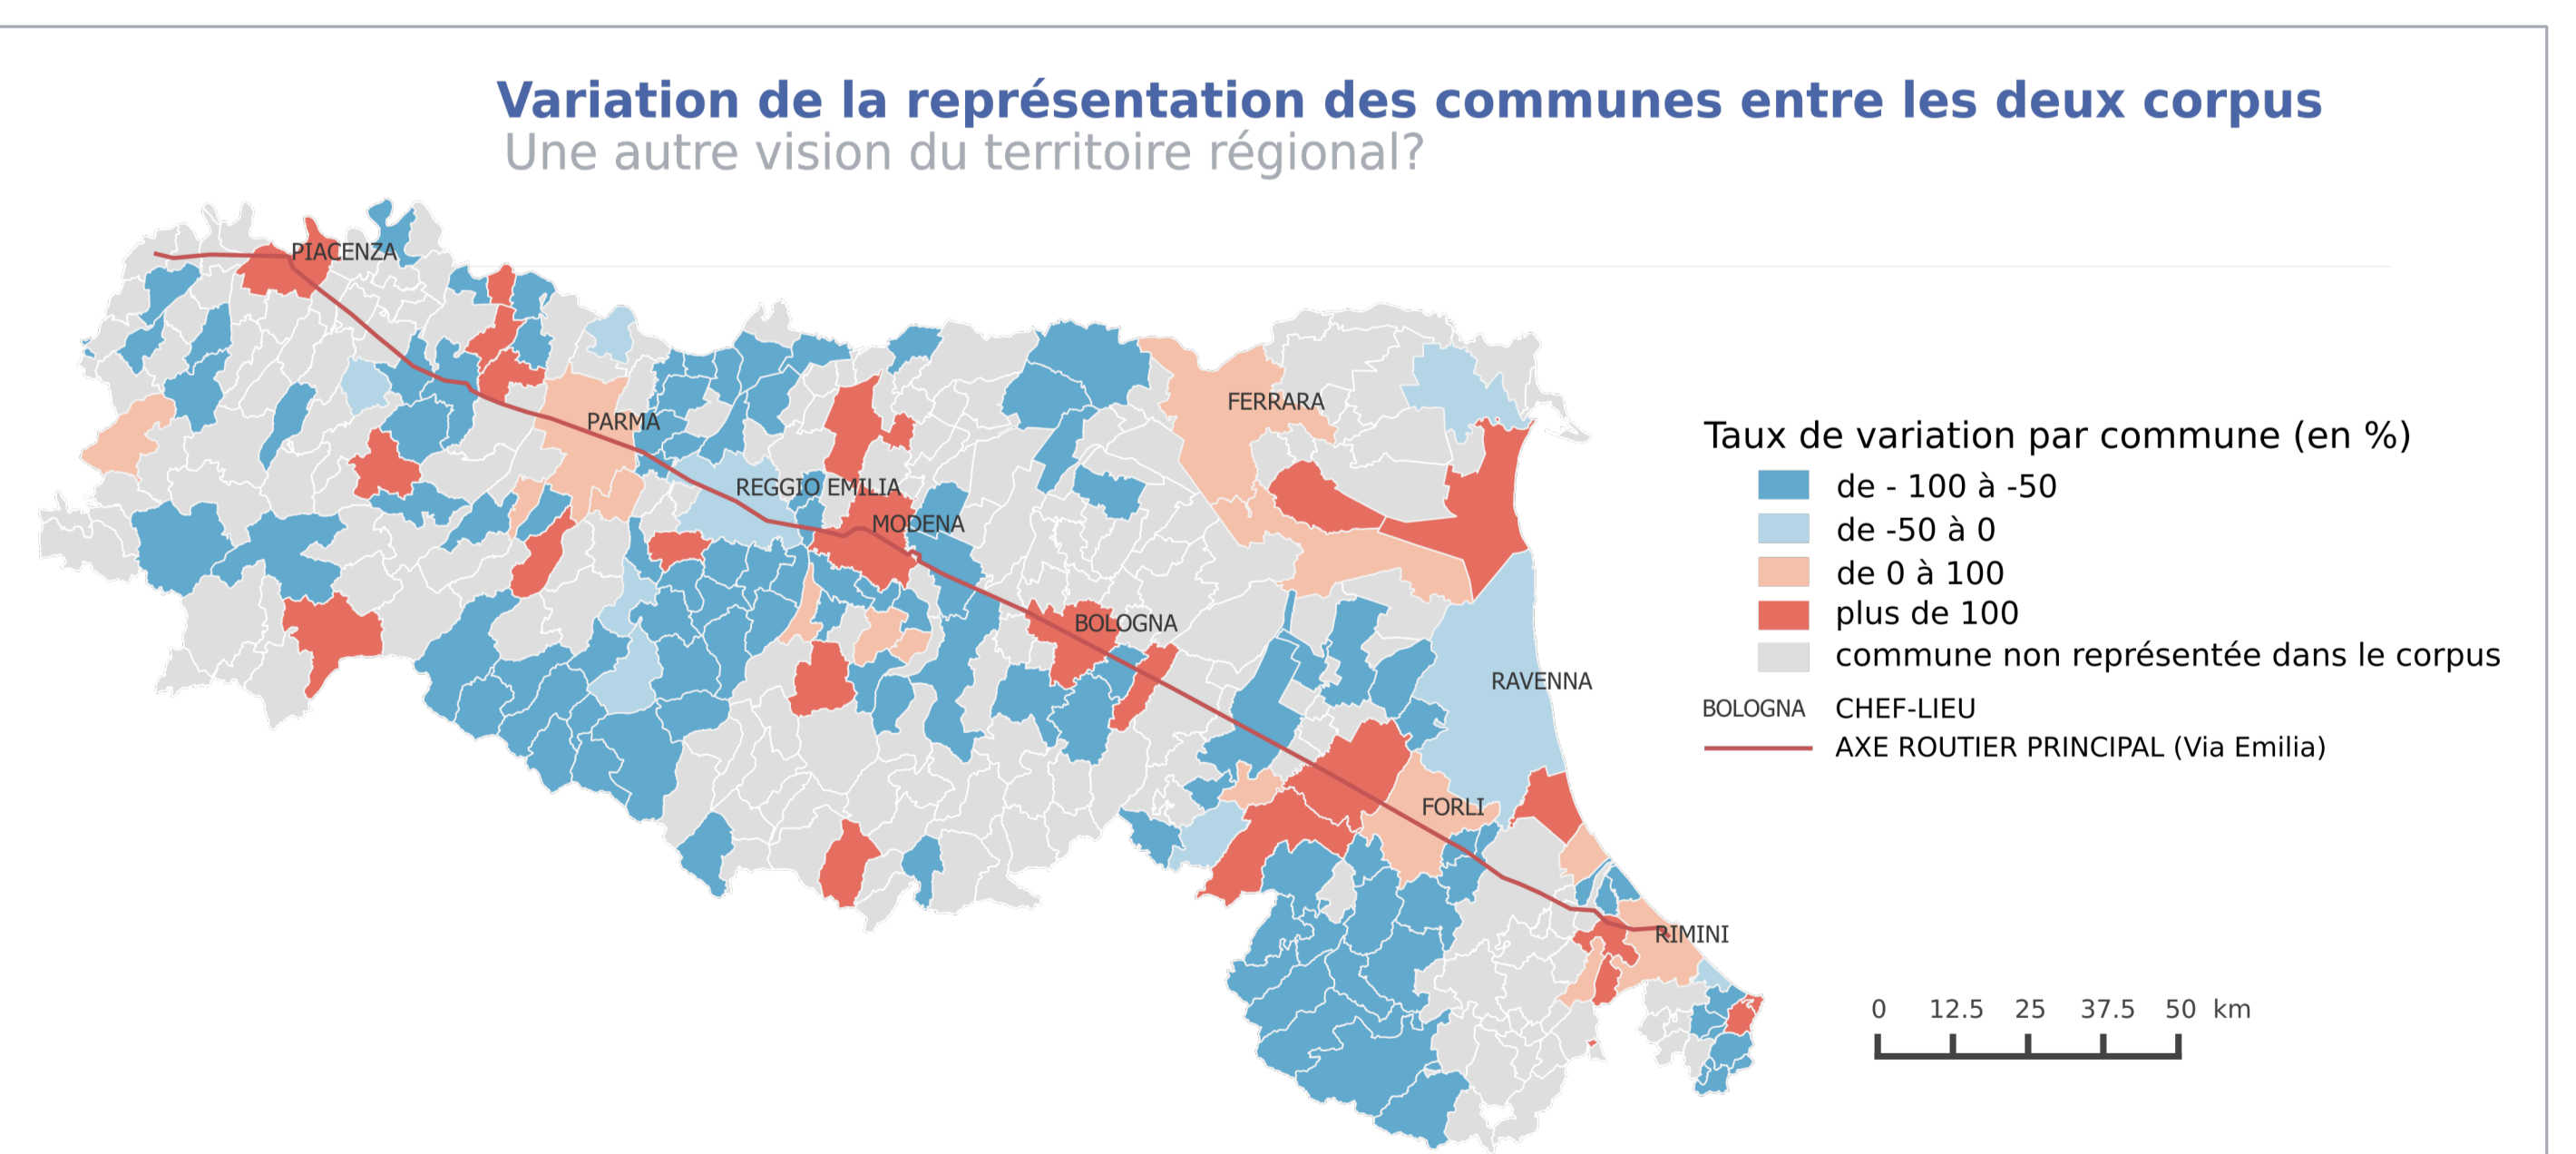 Variation de la représentation des communes entre les deux corpus
Une autre vision du territoire régional?
PIACENZA
PARMA
FERRARA
REGGIO EMILIA
MODENA
BOLOGNA
RAVENNA
FORLI
RIMINI
Taux de variation par commune (en %)
de - 100 à -50
de -50 à 0
de 0 à 100
plus de 100
commune non représentée dans le corpus
BOLOGNA CHEF-LIEU
AXE ROUTIER PRINCIPAL (Via Emilia)
0 12.5 25 37.5 50 km